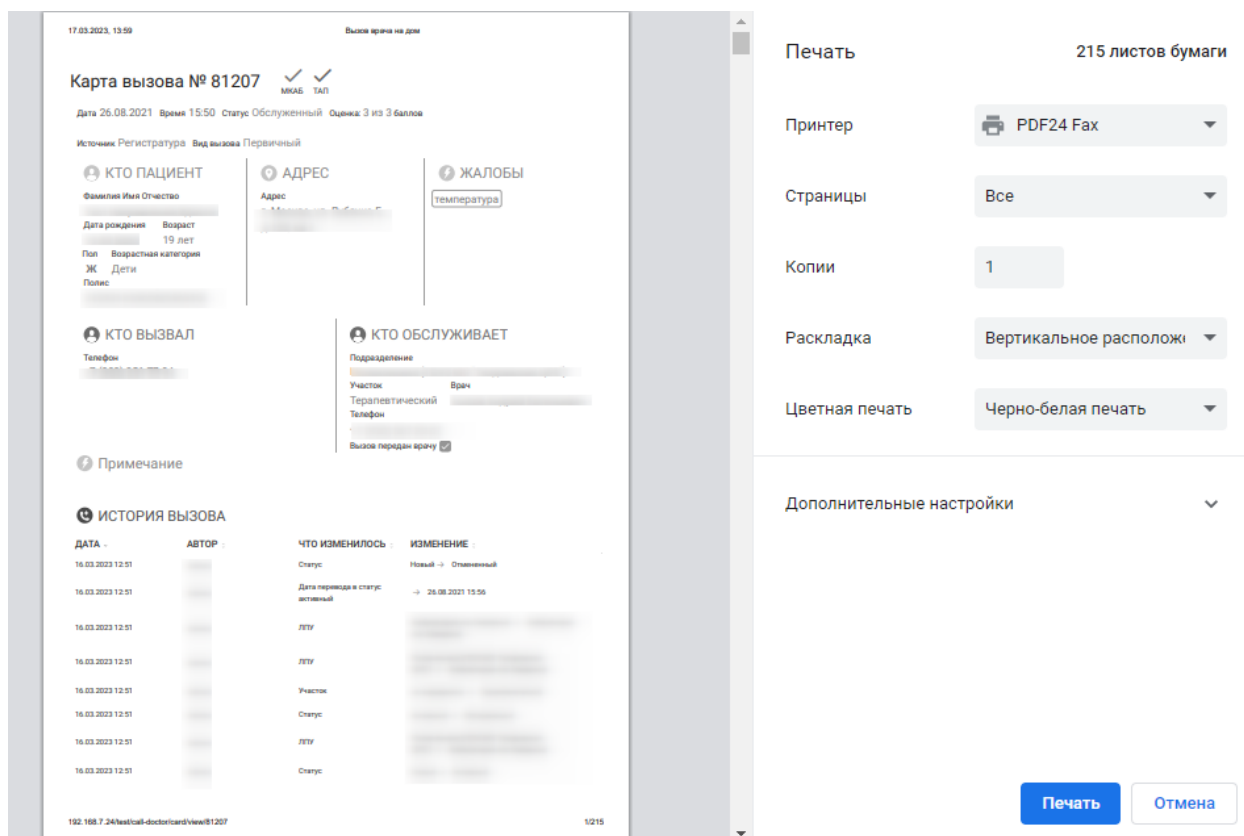 17.03.2023, 13:59 Вызов врача на дом
Карта вызова № 81207 МКАБ ТАП
Дата 26.08.2021 Время 15:50 Статус Обслуженный Оценка: 3 из 3 баллов
Источник Регистратура Вид вызова Первичный
КТО ПАЦИЕНТ
Фамилия Имя Отчество
Дата рождения Возраст
19 лет
Пол Возрастная категория
Ж Дети
Полис
АДРЕС
Адрес
ЖАЛОБЫ
температура
КТО ВЫЗВАЛ
Телефон
КТО ОБСЛУЖИВАЕТ
Подразделение
Участок Врач
Терапевтический
Телефон
Вызов передан врачу
Примечание
ИСТОРИЯ ВЫЗОВА
ДАТА АВТОР ЧТО ИЗМЕНИЛОСЬ ИЗМЕНЕНИЕ
16.03.2023 12:51 Статус Новый → Отмененный
16.03.2023 12:51 Дата перевода в статус активный → 26.08.2021 15:56
16.03.2023 12:51 ЛПУ
16.03.2023 12:51 ЛПУ
16.03.2023 12:51 Участок
16.03.2023 12:51 Статус
16.03.2023 12:51 ЛПУ
16.03.2023 12:51 Статус
192.168.7.24/test/call-doctor/card/view/81207 1/215
Печать 215 листов бумаги
Принтер PDF24 Fax
Страницы Все
Копии 1
Раскладка Вертикальное располож
Цветная печать Черно-белая печать
Дополнительные настройки
Печать Отмена